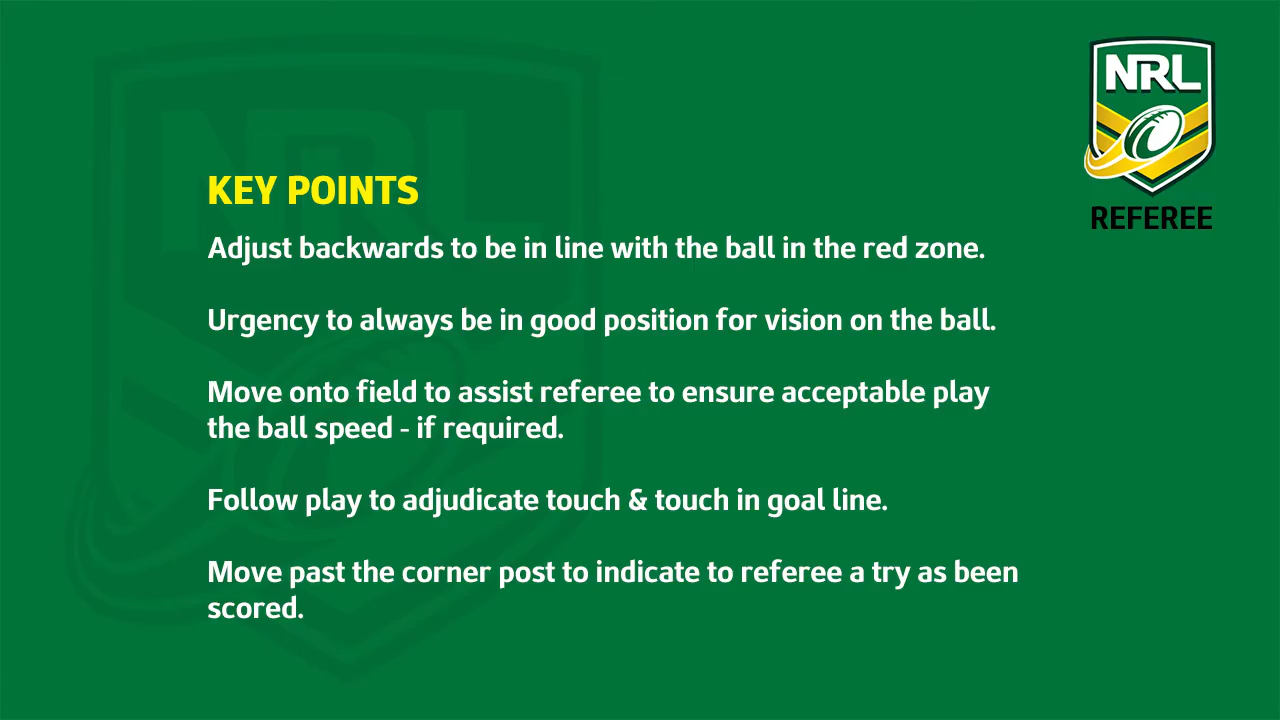 NRL
REFEREE
KEY POINTS
Adjust backwards to be in line with the ball in the red zone.
Urgency to always be in good position for vision on the ball.
Move onto field to assist referee to ensure acceptable play
the ball speed - if required.
Follow play to adjudicate touch & touch in goal line.
Move past the corner post to indicate to referee a try as been
scored.